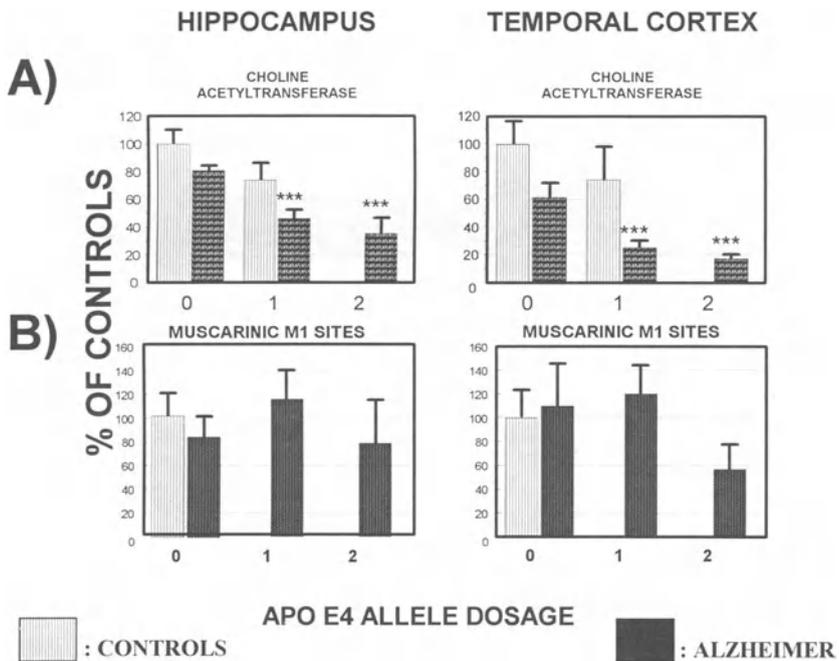 HIPPOCAMPUS
TEMPORAL CORTEX
A)
CHOLINE
ACETYLTRANSFERASE
120
100
80
60
40
20
0
***
***
0 1 2
CHOLINE
ACETYLTRANSFERASE
120
100
80
60
40
20
0
***
***
0 1 2
% OF CONTROLS
B)
MUSCARINIC M1 SITES
160
140
120
100
80
60
40
20
0
0 1 2
MUSCARINIC M1 SITES
160
140
120
100
80
60
40
20
0
0 1 2
APO E4 ALLELE DOSAGE
: CONTROLS
: ALZHEIMER